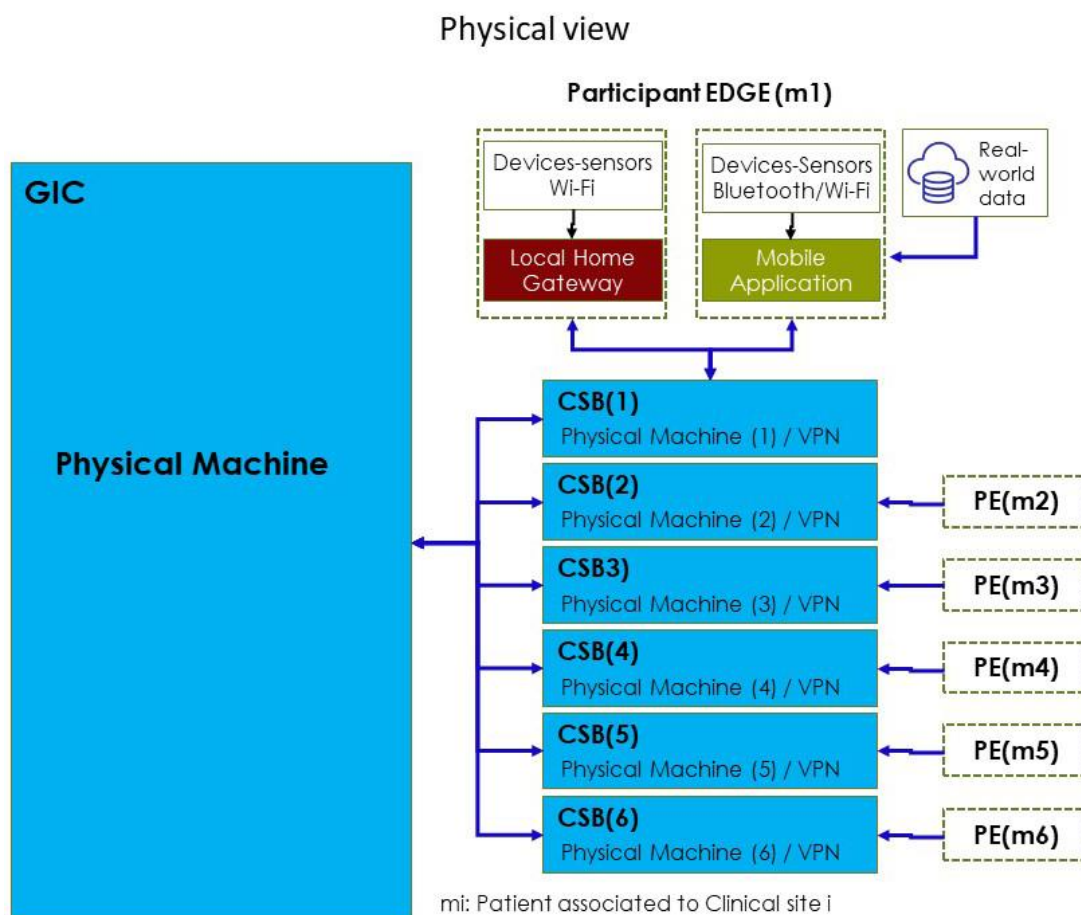 Physical view
Participant EDGE (m1)
Devices-sensors
Wi-Fi
Local Home
Gateway
Devices-Sensors
Bluetooth/Wi-Fi
Mobile
Application
Real-
world
data
GIC
Physical Machine
CSB(1)
Physical Machine (1) / VPN
CSB(2)
Physical Machine (2) / VPN
PE(m2)
CSB3)
Physical Machine (3) / VPN
PE(m3)
CSB(4)
Physical Machine (4) / VPN
PE(m4)
CSB(5)
Physical Machine (5) / VPN
PE(m5)
CSB(6)
Physical Machine (6) / VPN
PE(m6)
mi: Patient associated to Clinical site i